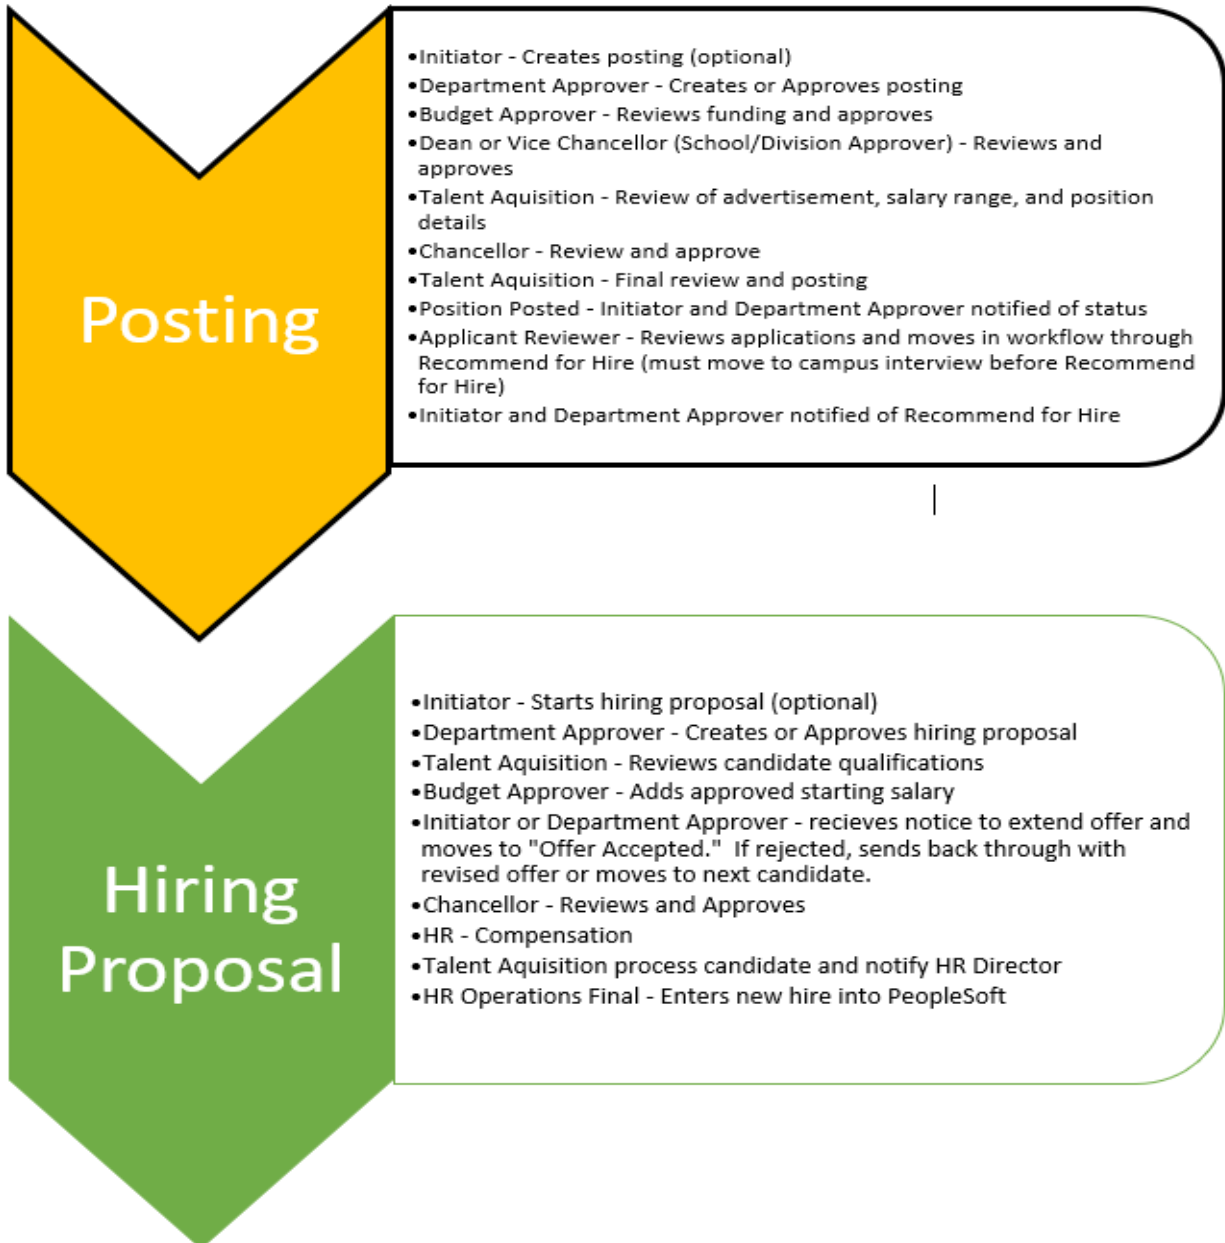 Posting
•Initiator - Creates posting (optional)
•Department Approver - Creates or Approves posting
•Budget Approver - Reviews funding and approves
•Dean or Vice Chancellor (School/Division Approver) - Reviews and
approves
•Talent Aquisition - Review of advertisement, salary range, and position
details
•Chancellor - Review and approve
•Talent Aquisition - Final review and posting
•Position Posted - Initiator and Department Approver notified of status
•Applicant Reviewer - Reviews applications and moves in workflow through
Recommend for Hire (must move to campus interview before Recommend
for Hire)
•Initiator and Department Approver notified of Recommend for Hire
Hiring
Proposal
•Initiator - Starts hiring proposal (optional)
•Department Approver - Creates or Approves hiring proposal
•Talent Aquisition - Reviews candidate qualifications
•Budget Approver - Adds approved starting salary
•Initiator or Department Approver - recieves notice to extend offer and
moves to "Offer Accepted."  If rejected, sends back through with
revised offer or moves to next candidate.
•Chancellor - Reviews and Approves
•HR - Compensation
•Talent Aquisition process candidate and notify HR Director
•HR Operations Final - Enters new hire into PeopleSoft